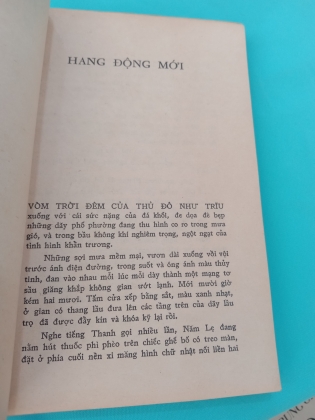 HANG ĐỘNG MỚI
VÒM TRỜI ĐÊM CỦA THỦ ĐÔ NHƯ TRĨU
xuống với cái sức nặng của đá khối, đe dọa đè bẹp
những dãy phố phường đang thu hình co ro trong mưa
gió, và trong bầu không khí nghiêm trọng, ngột ngạt của
tình hình khẩn trương.
Những sợi mưa mềm mại, vươn dài xuống vời vợi
trước ánh điện đường, trong suốt và óng ánh màu thủy
tinh, đan vào nhau mỗi lúc mỗi dày thành một mạng tơ
sầu giăng khắp không gian ướt lạnh. Mới mười giờ
kém hai mươi. Tấm cửa xếp bằng sắt, màu xanh nhạt,
ở gian có thang lầu đưa lên các tầng trên của dãy lầu
trọ đã được đẩy kín và khóa kỹ lại rồi.
Nghe tiếng Thanh gọi nhiều lần, Năm Lẹ đang
nằm hút thuốc phì phèo trên chiếc ghế bố có treo màn,
đặt ở phía cuối nền xi măng hình chữ nhật nối liền hai